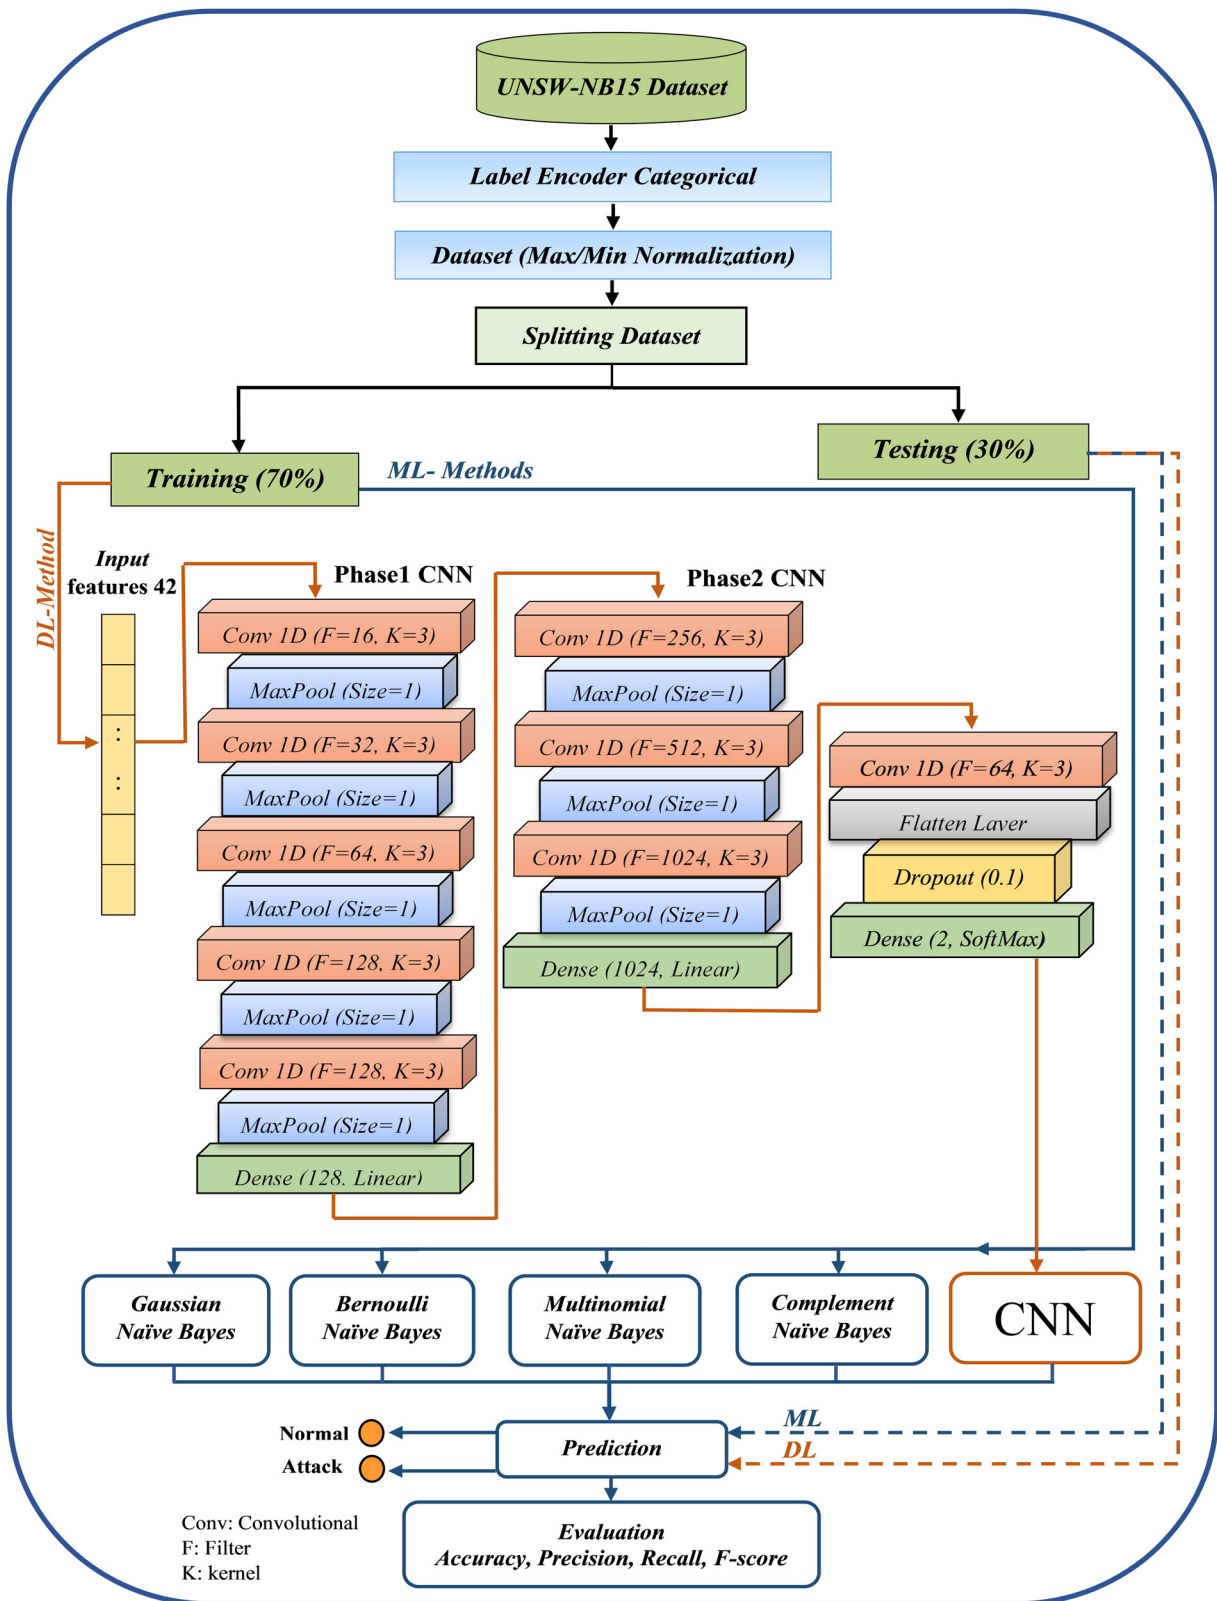 UNSW-NB15 Dataset
Label Encoder Categorical
Dataset (Max/Min Normalization)
Splitting Dataset
Training (70%)
Testing (30%)
ML- Methods
DL-Method
Input
features 42
:
:
Phase1 CNN
Conv 1D (F=16, K=3)
MaxPool (Size=1)
Conv 1D (F=32, K=3)
MaxPool (Size=1)
Conv 1D (F=64, K=3)
MaxPool (Size=1)
Conv 1D (F=128, K=3)
MaxPool (Size=1)
Conv 1D (F=128, K=3)
MaxPool (Size=1)
Dense (128, Linear)
Phase2 CNN
Conv 1D (F=256, K=3)
MaxPool (Size=1)
Conv 1D (F=512, K=3)
MaxPool (Size=1)
Conv 1D (F=1024, K=3)
MaxPool (Size=1)
Dense (1024, Linear)
Conv 1D (F=64, K=3)
Flatten Layer
Dropout (0.1)
Dense (2, SoftMax)
Gaussian
Naïve Bayes
Bernoulli
Naïve Bayes
Multinomial
Naïve Bayes
Complement
Naïve Bayes
CNN
Normal
Attack
Prediction
ML
DL
Evaluation
Accuracy, Precision, Recall, F-score
Conv: Convolutional
F: Filter
K: kernel